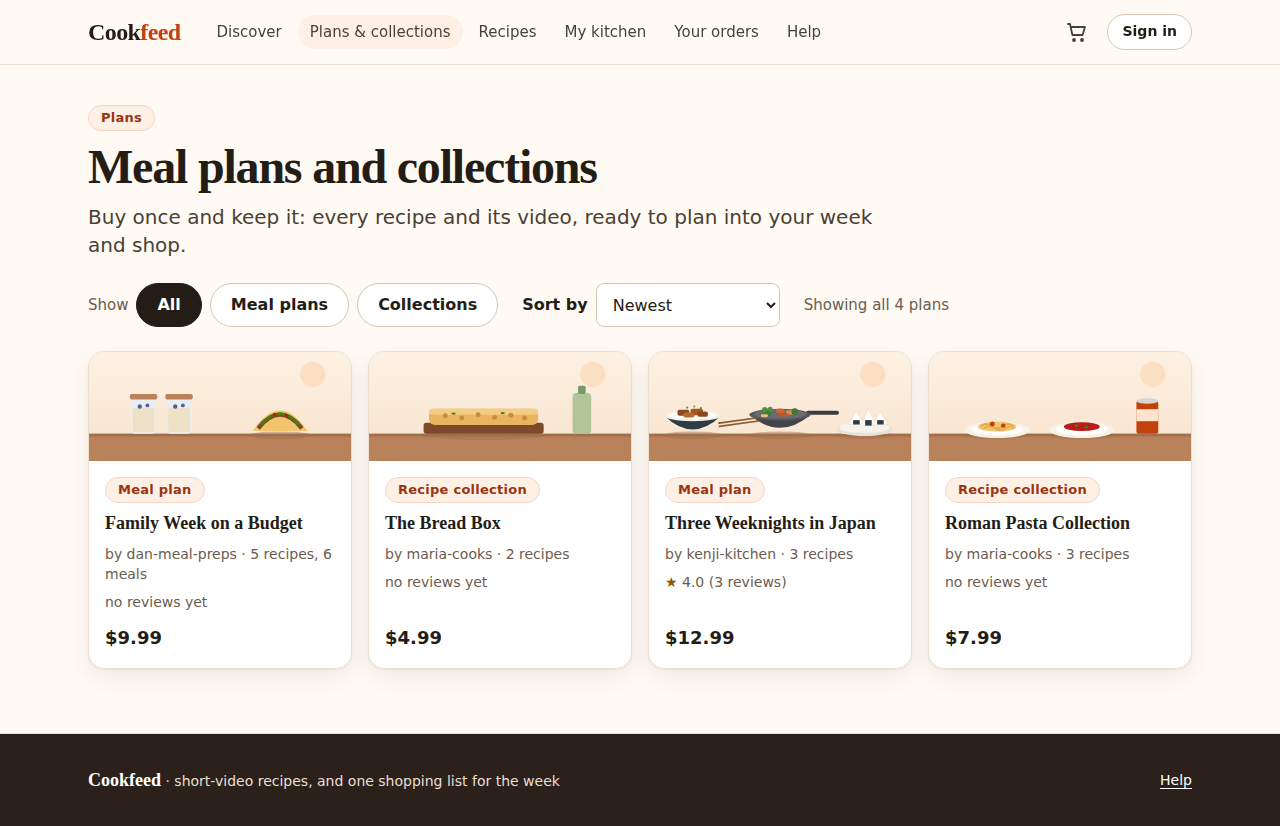 Cookfeed
Discover
Plans & collections
Recipes
My kitchen
Your orders
Help
Sign in
Plans
Meal plans and collections
Buy once and keep it: every recipe and its video, ready to plan into your week
and shop.
Show
All
Meal plans
Collections
Sort by
Newest
Showing all 4 plans
Meal plan
Family Week on a Budget
by dan-meal-preps · 5 recipes, 6
meals
no reviews yet
$9.99
Recipe collection
The Bread Box
by maria-cooks · 2 recipes
no reviews yet
$4.99
Meal plan
Three Weeknights in Japan
by kenji-kitchen · 3 recipes
★ 4.0 (3 reviews)
$12.99
Recipe collection
Roman Pasta Collection
by maria-cooks · 3 recipes
no reviews yet
$7.99
Cookfeed · short-video recipes, and one shopping list for the week
Help